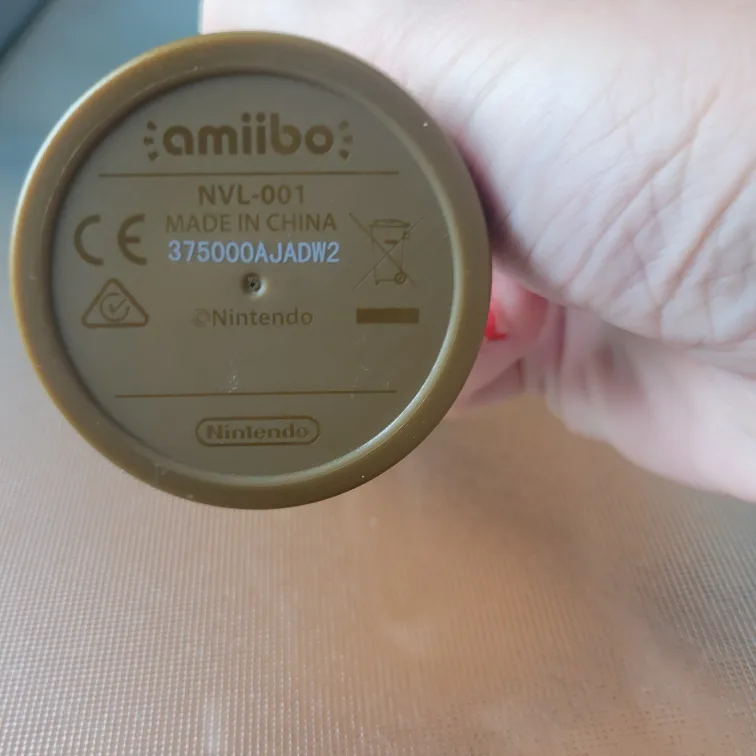 amiibo
NVL-001
MADE IN CHINA
CE
375000AJADW2
©Nintendo
Nintendo